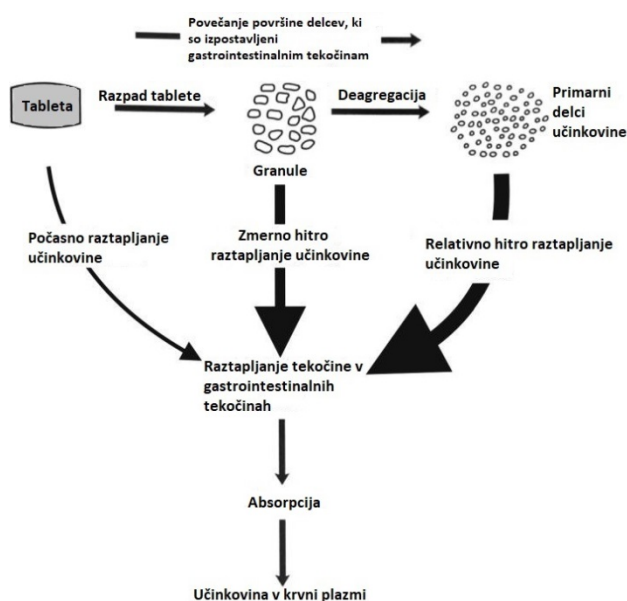 Povečanje površine delcev, ki
so izpostavljeni
gastrointestinalnim tekočinam
Tableta
Razpad tablete
Deagregacija
Primarni
delci
učinkovine
Granule
Počasno raztapljanje
učinkovine
Zmerno hitro
raztapljanje učinkovine
Relativno hitro raztapljanje
učinkovine
Raztapljanje tekočine v
gastrointestinalnih
tekočinah
Absorpcija
Učinkovina v krvni plazmi